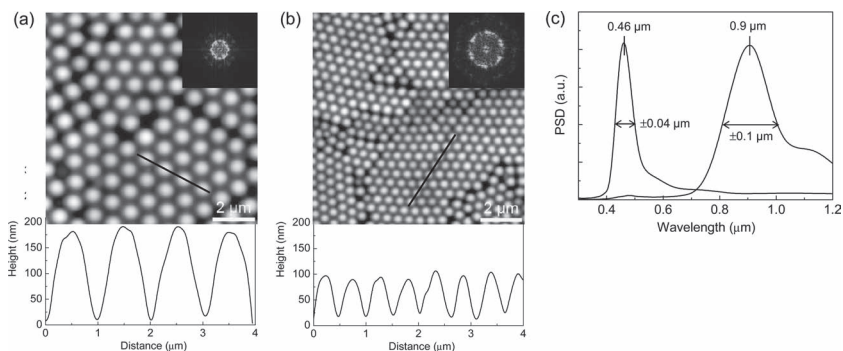 (a)
2 μm
Height (nm)
200
150
100
50
0
0 1 2 3 4
Distance (μm)
(b)
2 μm
Height (nm)
200
150
100
50
0
0 1 2 3 4
Distance (μm)
(c)
0.46 μm
0.9 μm
±0.04 μm
±0.1 μm
PSD (a.u.)
0.4 0.6 0.8 1.0 1.2
Wavelength (μm)